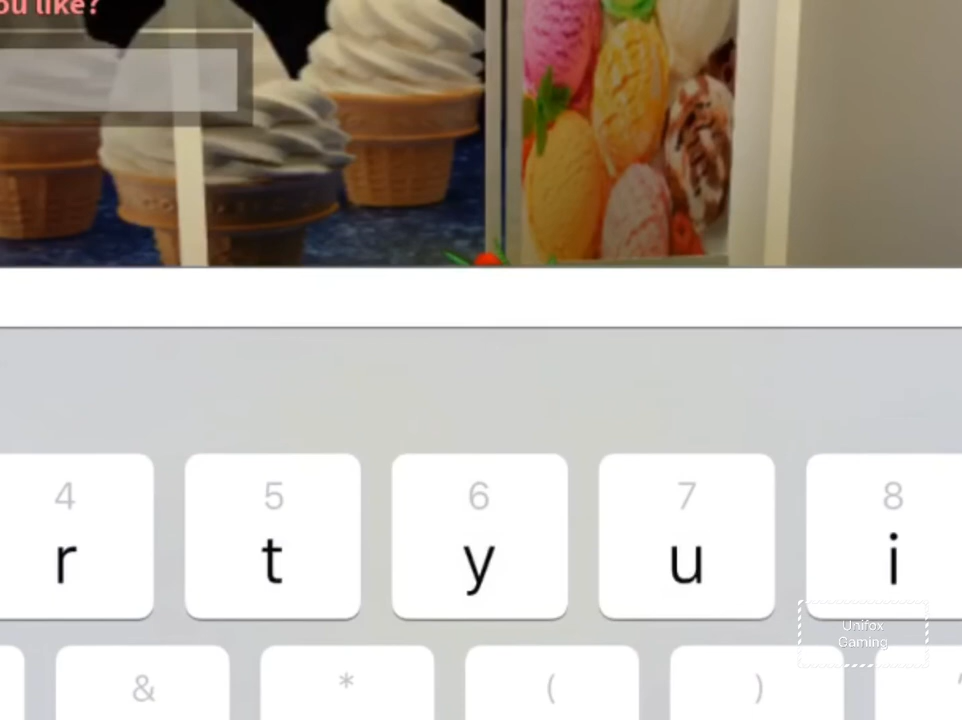 ou like?
4 5 6 7 8
r t y u i
Unifox
Gaming
& * ( )